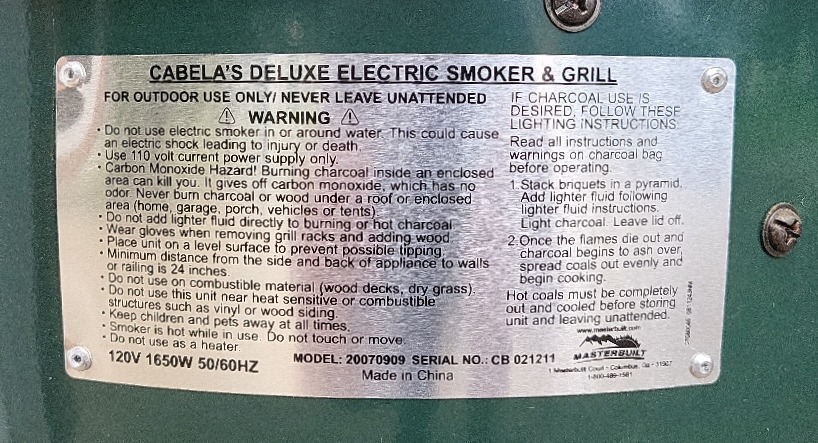 CABELA'S DELUXE ELECTRIC SMOKER & GRILL
FOR OUTDOOR USE ONLY/ NEVER LEAVE UNATTENDED
⚠ WARNING ⚠
• Do not use electric smoker in or around water. This could cause
an electric shock leading to injury or death.
• Use 110 volt current power supply only.
• Carbon Monoxide Hazard! Burning charcoal inside an enclosed
area can kill you. It gives off carbon monoxide, which has no
odor. Never burn charcoal or wood under a roof or enclosed
area (home, garage, porch, vehicles or tents)
• Do not add lighter fluid directly to burning or hot charcoal
• Wear gloves when removing grill racks and adding wood.
• Place unit on a level surface to prevent possible tipping.
• Minimum distance from the side and back of appliance to walls
or railing is 24 inches.
• Do not use on combustible material (wood decks, dry grass).
• Do not use this unit near heat sensitive or combustible
structures such as vinyl or wood siding.
• Keep children and pets away at all times.
• Smoker is hot while in use. Do not touch or move.
• Do not use as a heater.
120V 1650W 50/60HZ
IF CHARCOAL USE IS
DESIRED, FOLLOW THESE
LIGHTING INSTRUCTIONS
Read all instructions and
warnings on charcoal bag
before operating.
1. Stack briquets in a pyramid.
Add lighter fluid following
lighter fluid instructions.
Light charcoal. Leave lid off.
2. Once the flames die out and
charcoal begins to ash over,
spread coals out evenly and
begin cooking.
Hot coals must be completely
out and cooled before storing
unit and leaving unattended.
www.masterbuilt.com
MASTERBUILT
1 Masterbuilt Court - Columbus, Ga - 31907
1-800-489-1581
MODEL: 20070909 SERIAL NO.: CB 021211
Made in China